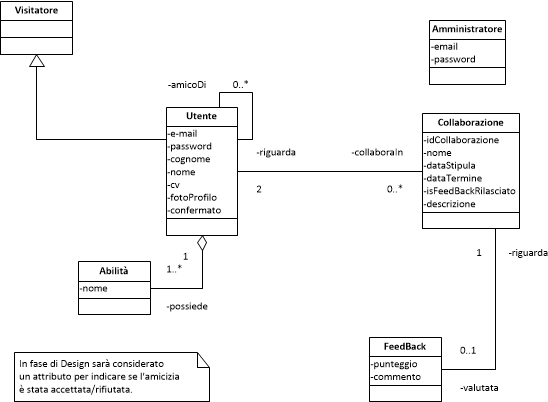 Visitatore
Amministratore
-email
-password
-amicoDi
0..*
Utente
-e-mail
-password
-cognome
-nome
-cv
-fotoProfilo
-confermato
-riguarda
-collaboraIn
2
0..*
Collaborazione
-idCollaborazione
-nome
-dataStipula
-dataTermine
-isFeedBackRilasciato
-descrizione
1
1..*
-possiede
Abilità
-nome
1
-riguarda
0..1
-valutata
FeedBack
-punteggio
-commento
In fase di Design sarà considerato
un attributo per indicare se l'amicizia
è stata accettata/rifiutata.